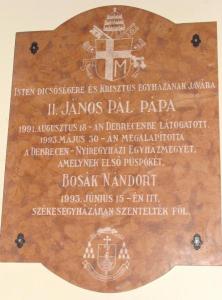 ISTEN DICSŐSÉGÉRE ÉS KRISZTUS EGYHÁZÁNAK JAVÁRA
II. JÁNOS PÁL PÁPA
1991. AUGUSZTUS 18-ÁN DEBRECENBE LÁTOGATOTT.
1993. MÁJUS 30-ÁN MEGALAPÍTOTTA
A DEBRECEN-NYÍREGYHÁZI EGYHÁZMEGYÉT,
AMELYNEK ELSŐ PÜSPÖKÉT,
BOSÁK NÁNDORT
1993. JÚNIUS 15-ÉN ITT,
SZÉKESEGYHÁZÁBAN SZENTELTÉK FÖL.